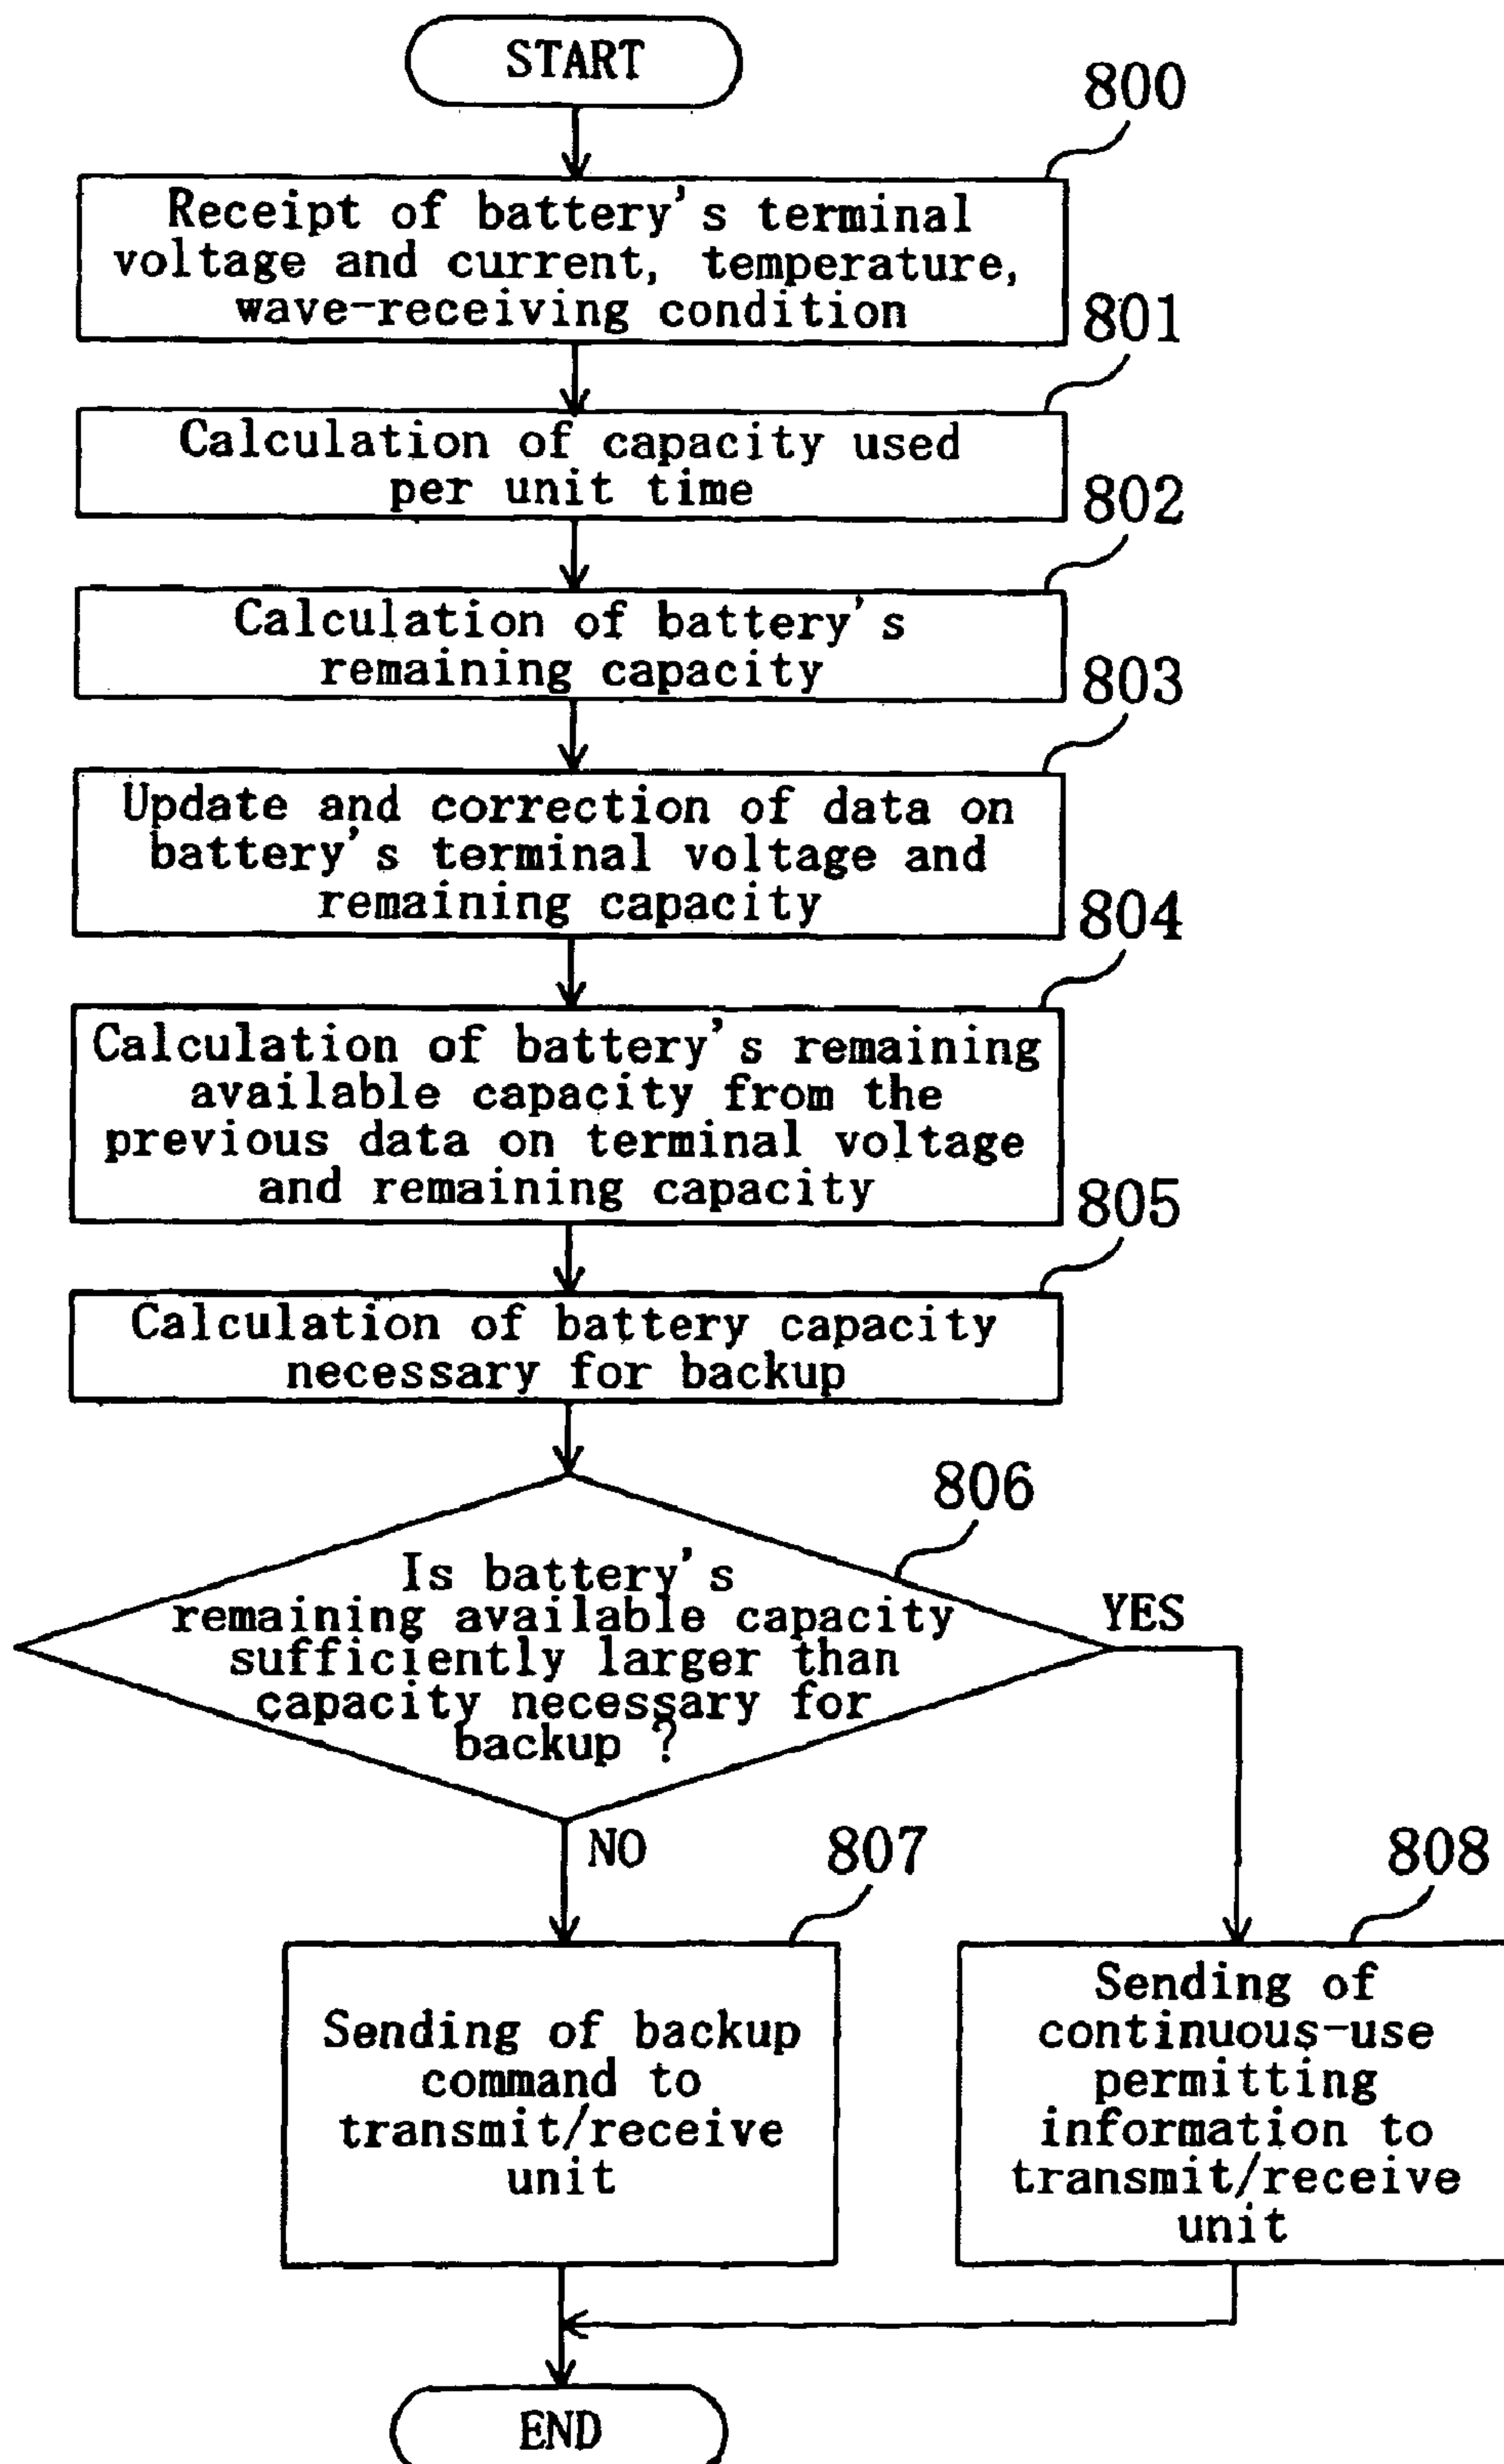 START
800
Receipt of battery's terminal
voltage and current, temperature,
wave-receiving condition
801
Calculation of capacity used
per unit time
802
Calculation of battery's
remaining capacity
803
Update and correction of data on
battery's terminal voltage and
remaining capacity
804
Calculation of battery's remaining
available capacity from the
previous data on terminal voltage
and remaining capacity
805
Calculation of battery capacity
necessary for backup
806
Is battery's
remaining available capacity
sufficiently larger than
capacity necessary for
backup ?
YES
NO
807
Sending of backup
command to
transmit/receive
unit
808
Sending of
continuous-use
permitting
information to
transmit/receive
unit
END